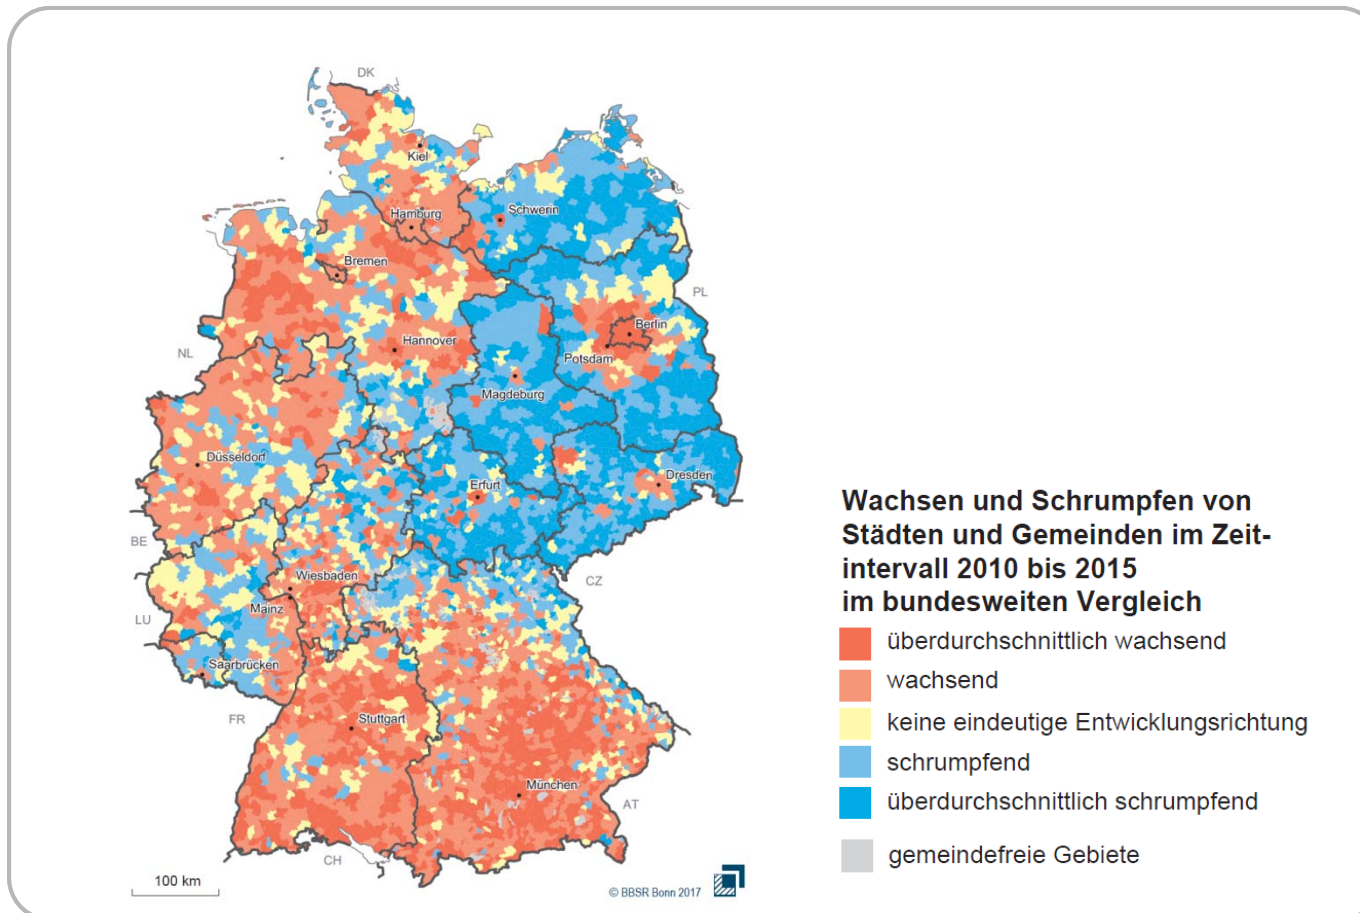 DK
Kiel
Hamburg
Schwerin
Bremen
PL
Berlin
Hannover
NL
Potsdam
Magdeburg
Düsseldorf
Dresden
Erfurt
BE
Wiesbaden
CZ
Mainz
LU
Saarbrücken
FR
Stuttgart
München
AT
CH
100 km
© BBSR Bonn 2017
Wachsen und Schrumpfen von
Städten und Gemeinden im Zeit-
intervall 2010 bis 2015
im bundesweiten Vergleich
überdurchschnittlich wachsend
wachsend
keine eindeutige Entwicklungsrichtung
schrumpfend
überdurchschnittlich schrumpfend
gemeindefreie Gebiete